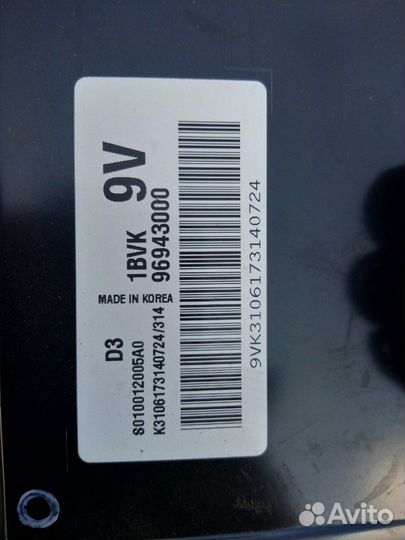 9V
1BVK
96943000
MADE IN KOREA
D3
S010012005A0
K3106173140724/314
9VK3106173140724
Avito